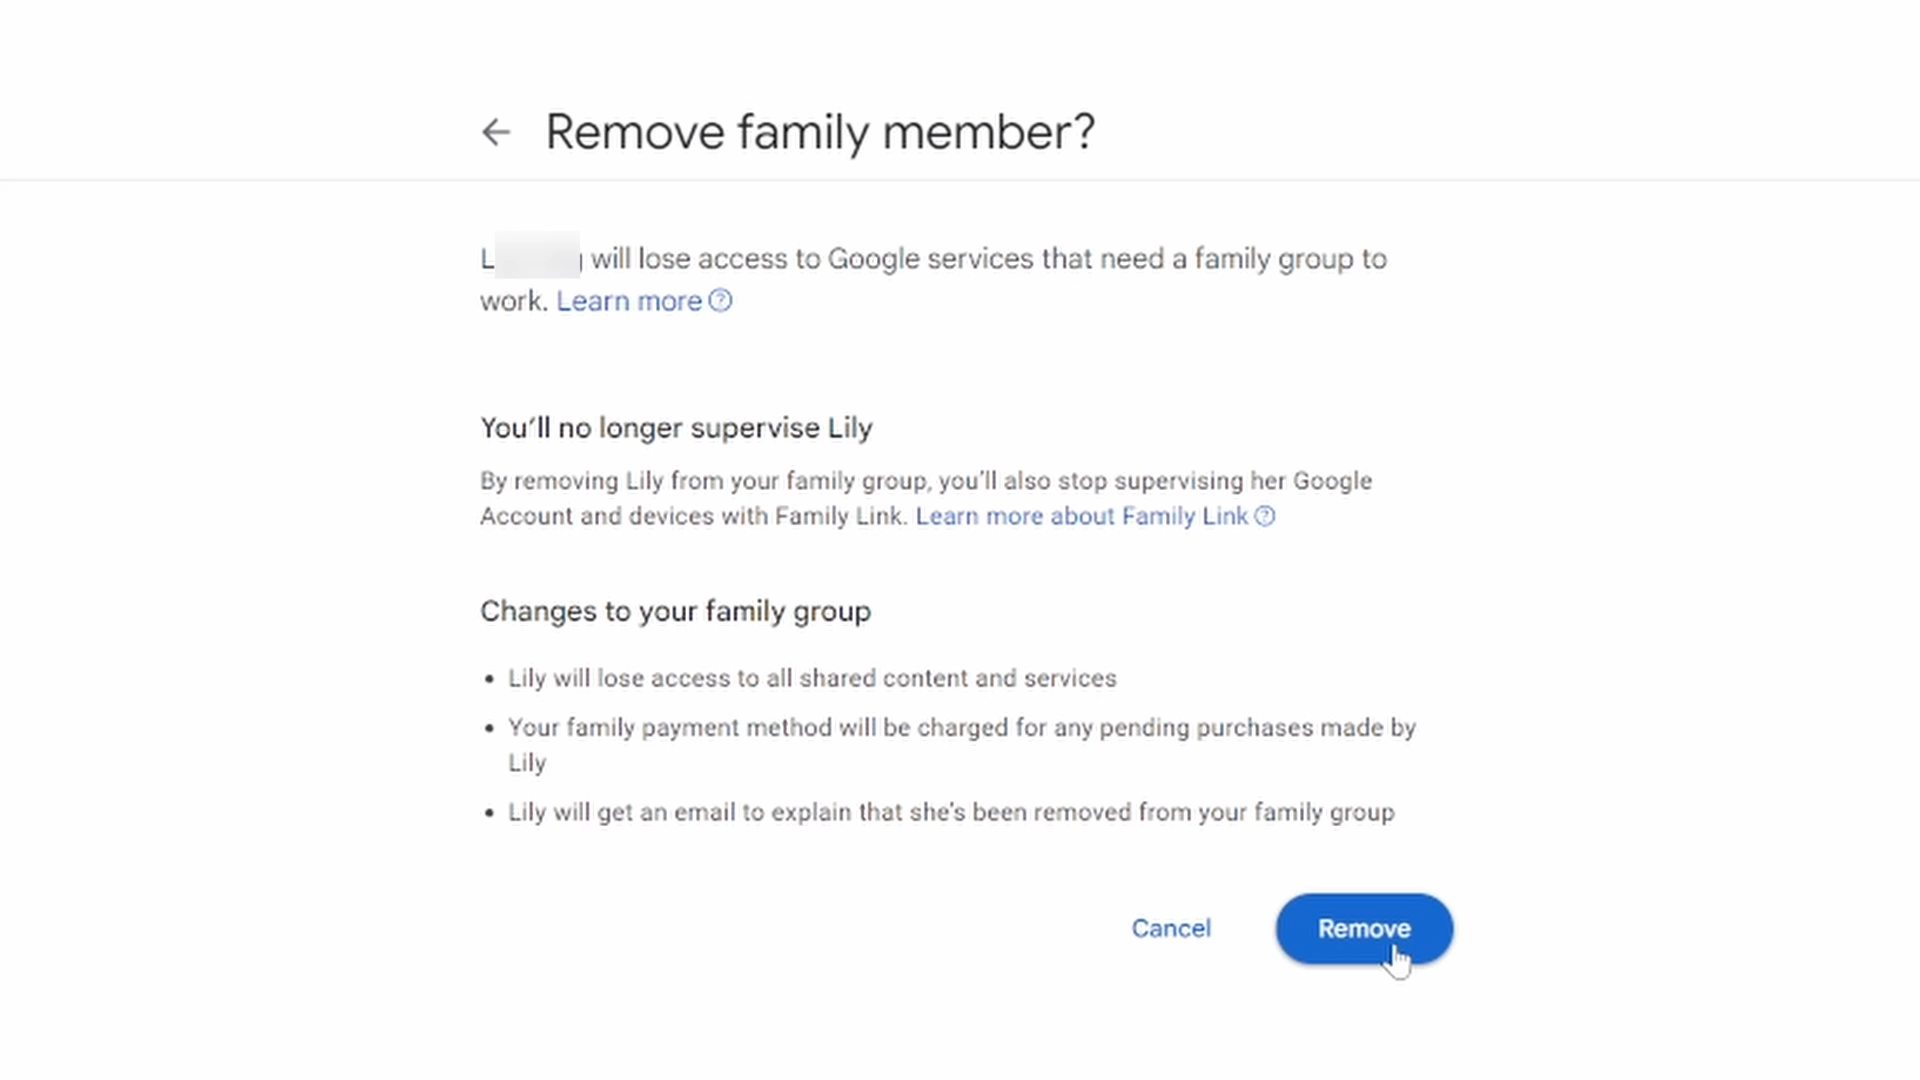 Remove family member?
will lose access to Google services that need a family group to
work. Learn more
You'll no longer supervise Lily
By removing Lily from your family group, you'll also stop supervising her Google
Account and devices with Family Link. Learn more about Family Link
Changes to your family group
• Lily will lose access to all shared content and services
• Your family payment method will be charged for any pending purchases made by
Lily
• Lily will get an email to explain that she's been removed from your family group
Cancel Remove